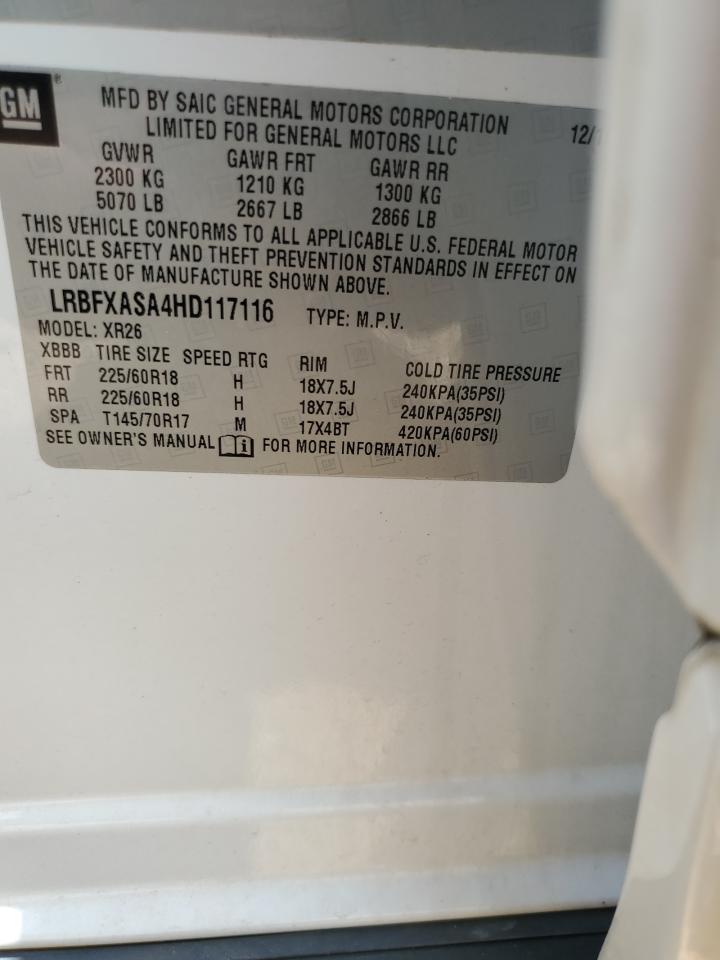 GM
MFD BY SAIC GENERAL MOTORS CORPORATION
LIMITED FOR GENERAL MOTORS LLC
12/
GVWR GAWR FRT GAWR RR
2300 KG 1210 KG 1300 KG
5070 LB 2667 LB 2866 LB
THIS VEHICLE CONFORMS TO ALL APPLICABLE U.S. FEDERAL MOTOR
VEHICLE SAFETY AND THEFT PREVENTION STANDARDS IN EFFECT ON
THE DATE OF MANUFACTURE SHOWN ABOVE.
LRBFXASA4HD117116 TYPE: M.P.V.
MODEL: XR26
XBBB TIRE SIZE SPEED RTG RIM COLD TIRE PRESSURE
FRT 225/60R18 H 18X7.5J 240KPA(35PSI)
RR 225/60R18 H 18X7.5J 240KPA(35PSI)
SPA T145/70R17 M 17X4BT 420KPA(60PSI)
SEE OWNER'S MANUAL FOR MORE INFORMATION.